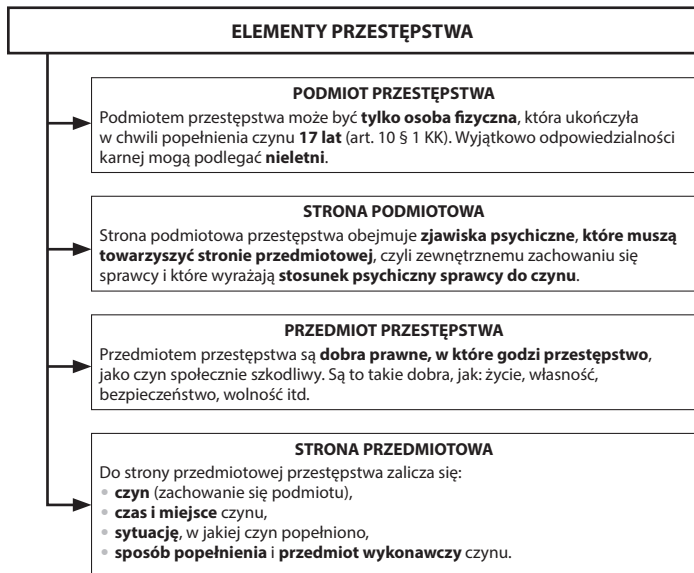 ELEMENTY PRZESTĘPSTWA
PODMIOT PRZESTĘPSTWA
Podmiotem przestępstwa może być tylko osoba fizyczna, która ukończyła
w chwili popełnienia czynu 17 lat (art. 10 § 1 KK). Wyjątkowo odpowiedzialności
karnej mogą podlegać nieletni.
STRONA PODMIOTOWA
Strona podmiotowa przestępstwa obejmuje zjawiska psychiczne, które muszą
towarzyszyć stronie przedmiotowej, czyli zewnętrznemu zachowaniu się
sprawcy i które wyrażają stosunek psychiczny sprawcy do czynu.
PRZEDMIOT PRZESTĘPSTWA
Przedmiotem przestępstwa są dobra prawne, w które godzi przestępstwo,
jako czyn społecznie szkodliwy. Są to takie dobra, jak: życie, własność,
bezpieczeństwo, wolność itd.
STRONA PRZEDMIOTOWA
Do strony przedmiotowej przestępstwa zalicza się:
• czyn (zachowanie się podmiotu),
• czas i miejsce czynu,
• sytuację, w jakiej czyn popełniono,
• sposób popełnienia i przedmiot wykonawczy czynu.